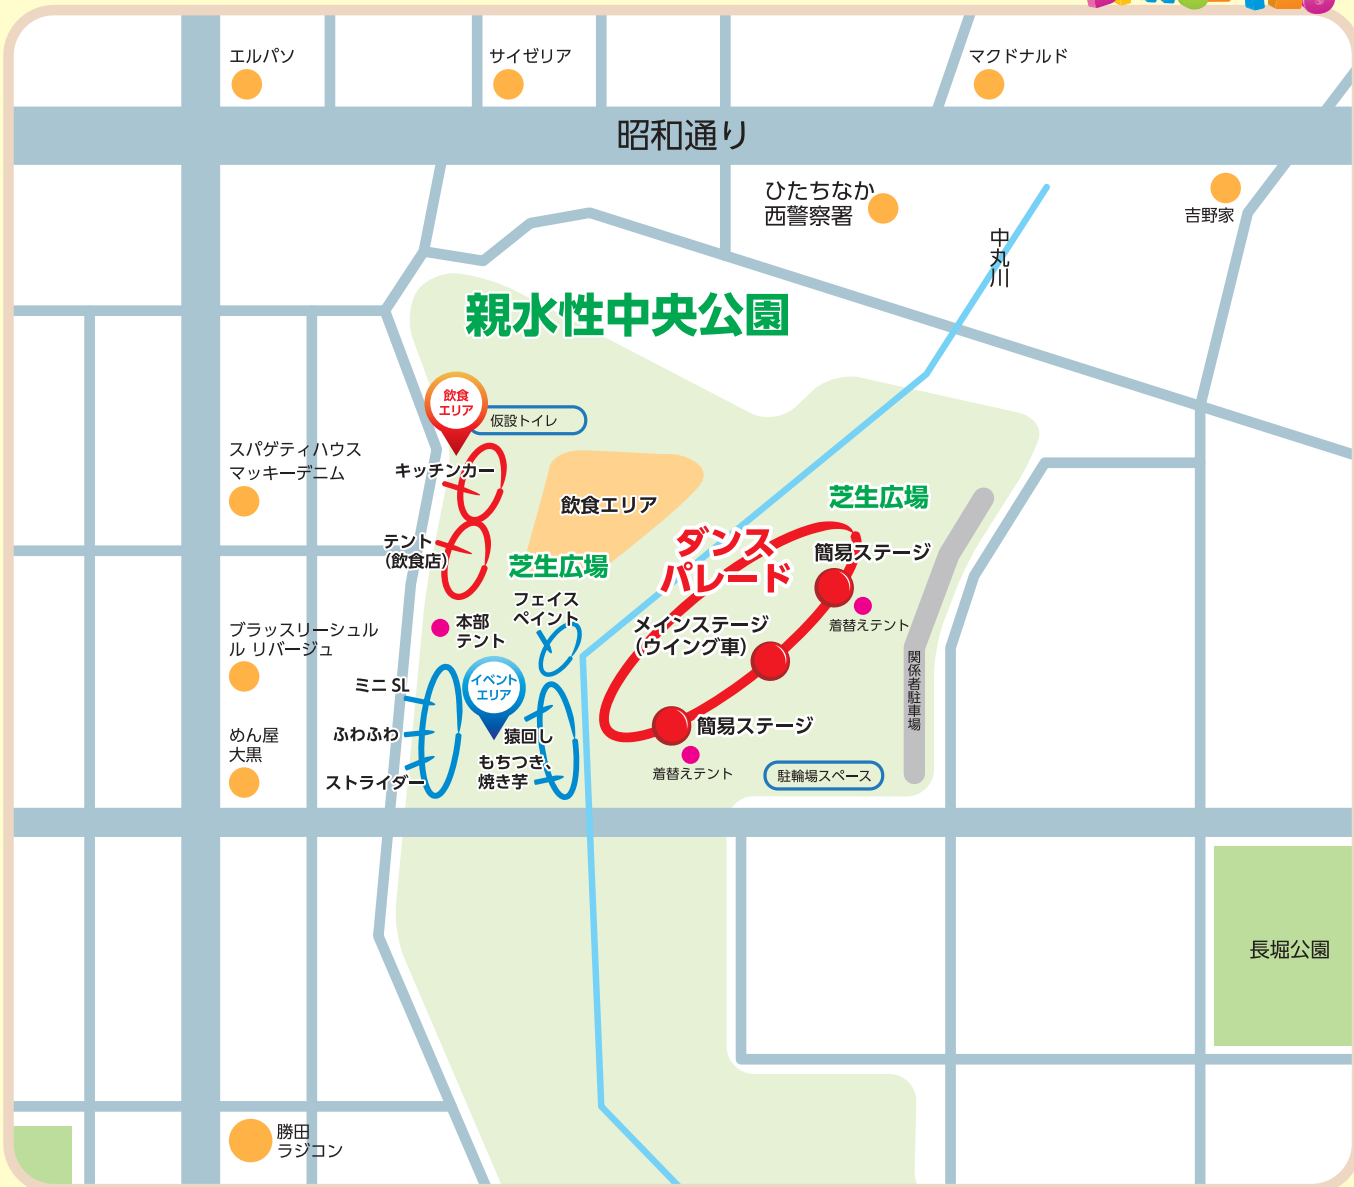 エルパソ
サイゼリア
マクドナルド
昭和通り
ひたちなか
西警察署
吉野家
中丸川
親水性中央公園
飲食
エリア
仮設トイレ
スパゲティハウス
マッキーデニム
キッチンカー
飲食エリア
芝生広場
ダンス
パレード
簡易ステージ
テント
(飲食店)
芝生広場
フェイス
ペイント
着替えテント
本部
テント
メインステージ
(ウイング車)
ブラッスリーシュル
ル リバージュ
関係者駐車場
ミニ SL
イベント
エリア
ふわふわ
猿回し
簡易ステージ
めん屋
大黒
もちつき、
焼き芋
ストライダー
着替えテント
駐輪場スペース
長堀公園
勝田
ラジコン